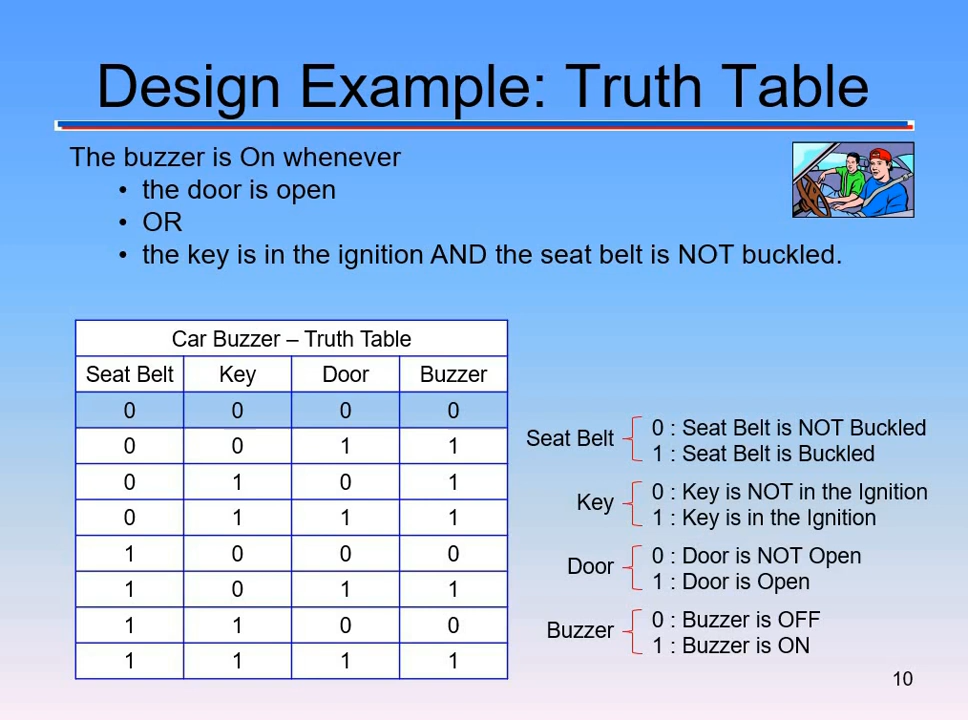 Design Example: Truth Table
The buzzer is On whenever
• the door is open
• OR
• the key is in the ignition AND the seat belt is NOT buckled.
Car Buzzer – Truth Table
Seat Belt Key Door Buzzer
0 0 0 0
0 0 1 1
0 1 0 1
0 1 1 1
1 0 0 0
1 0 1 1
1 1 0 0
1 1 1 1
Seat Belt
0 : Seat Belt is NOT Buckled
1 : Seat Belt is Buckled
Key
0 : Key is NOT in the Ignition
1 : Key is in the Ignition
Door
0 : Door is NOT Open
1 : Door is Open
Buzzer
0 : Buzzer is OFF
1 : Buzzer is ON
10